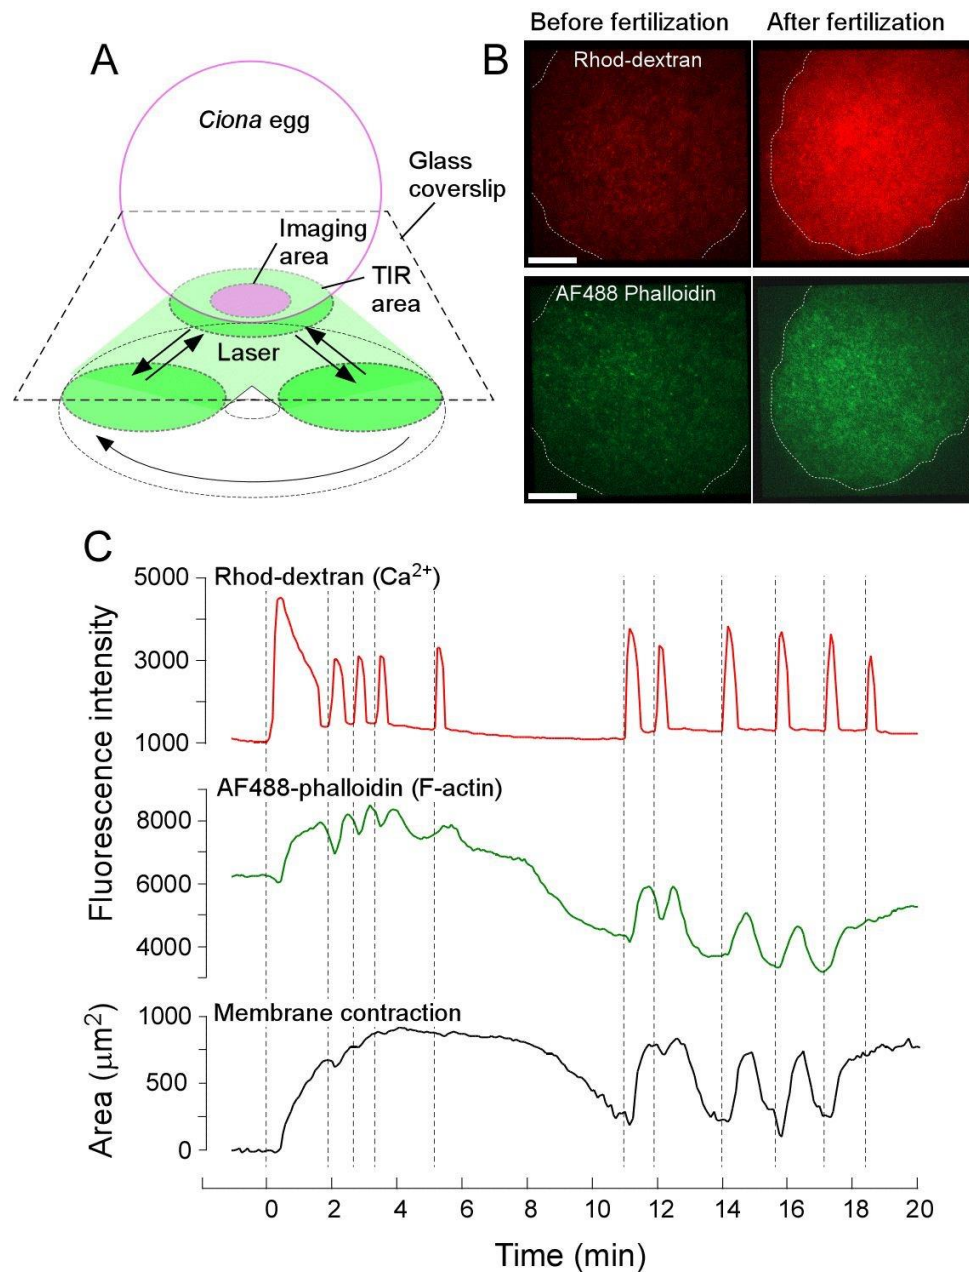 A
Ciona egg
Glass
coverslip
Imaging
area
TIR
area
Laser
B
Before fertilization
After fertilization
Rhod-dextran
AF488 Phalloidin
C
Rhod-dextran (Ca²⁺)
5000
3000
1000
Fluorescence intensity
AF488-phalloidin (F-actin)
8000
6000
4000
Membrane contraction
1000
500
0
Area (μm²)
0 2 4 6 8 10 12 14 16 18 20
Time (min)